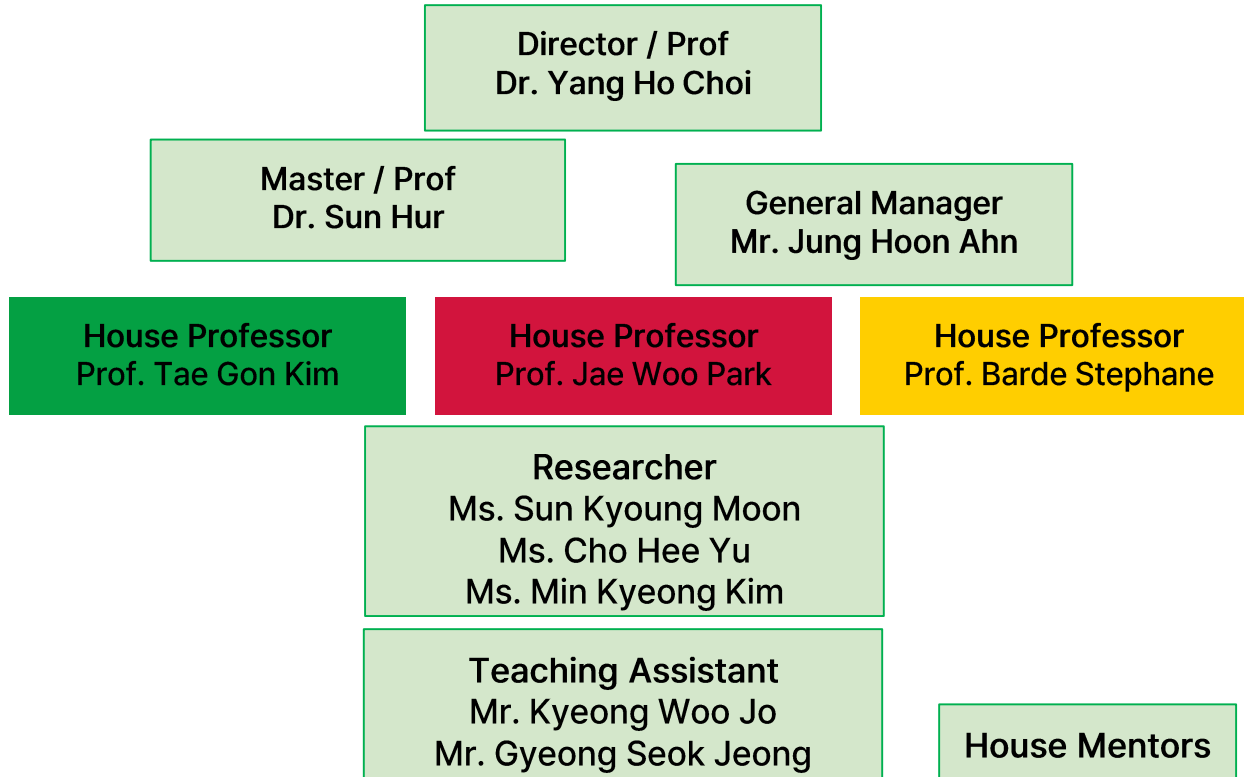 Director / Prof
Dr. Yang Ho Choi
Master / Prof
Dr. Sun Hur
General Manager
Mr. Jung Hoon Ahn
House Professor
Prof. Tae Gon Kim
House Professor
Prof. Jae Woo Park
House Professor
Prof. Barde Stephane
Researcher
Ms. Sun Kyoung Moon
Ms. Cho Hee Yu
Ms. Min Kyeong Kim
Teaching Assistant
Mr. Kyeong Woo Jo
Mr. Gyeong Seok Jeong
House Mentors